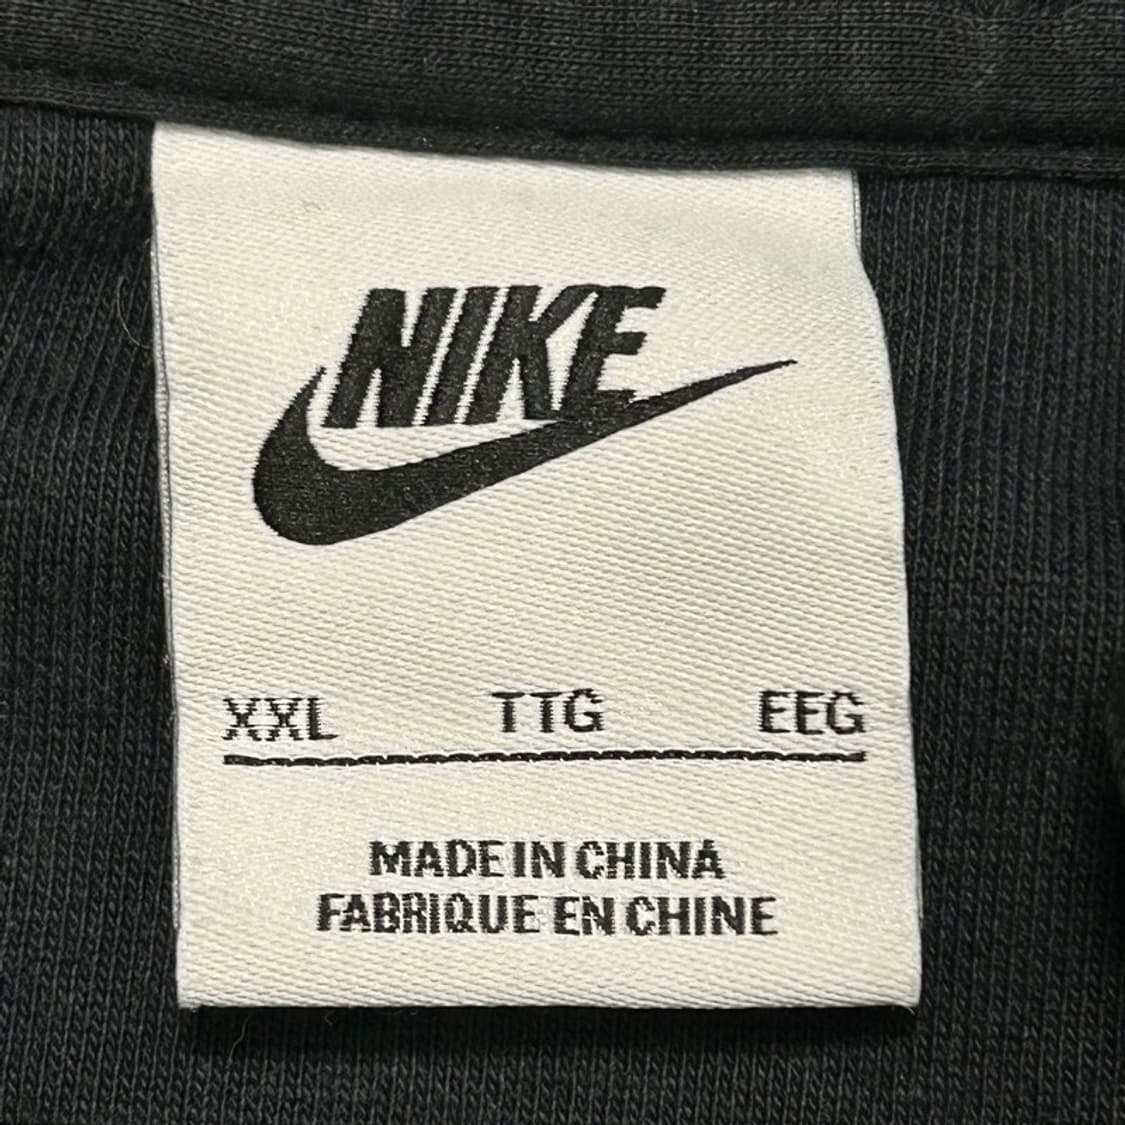 NIKE
XXL TTG EEG
MADE IN CHINA
FABRIQUE EN CHINE